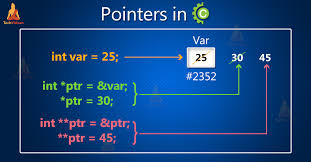 Pointers in C
TechVidvan
Var
int var = 25;
25
30
45
#2352
int *ptr = &var;
*ptr = 30;
int **ptr = &ptr;
**ptr = 45;